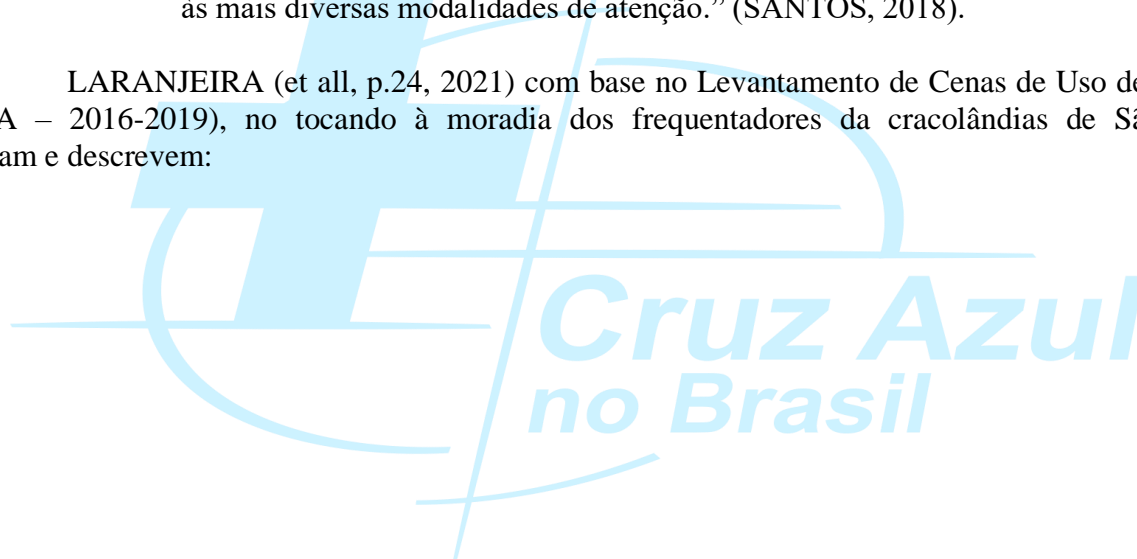 às mais diversas modalidades de atenção.” (SANTOS, 2018).
LARANJEIRA (et all, p.24, 2021) com base no Levantamento de Cenas de Uso de
A – 2016-2019), no tocando à moradia dos frequentadores da cracolândias de Sã
am e descrevem:
Cruz Azul
no Brasil